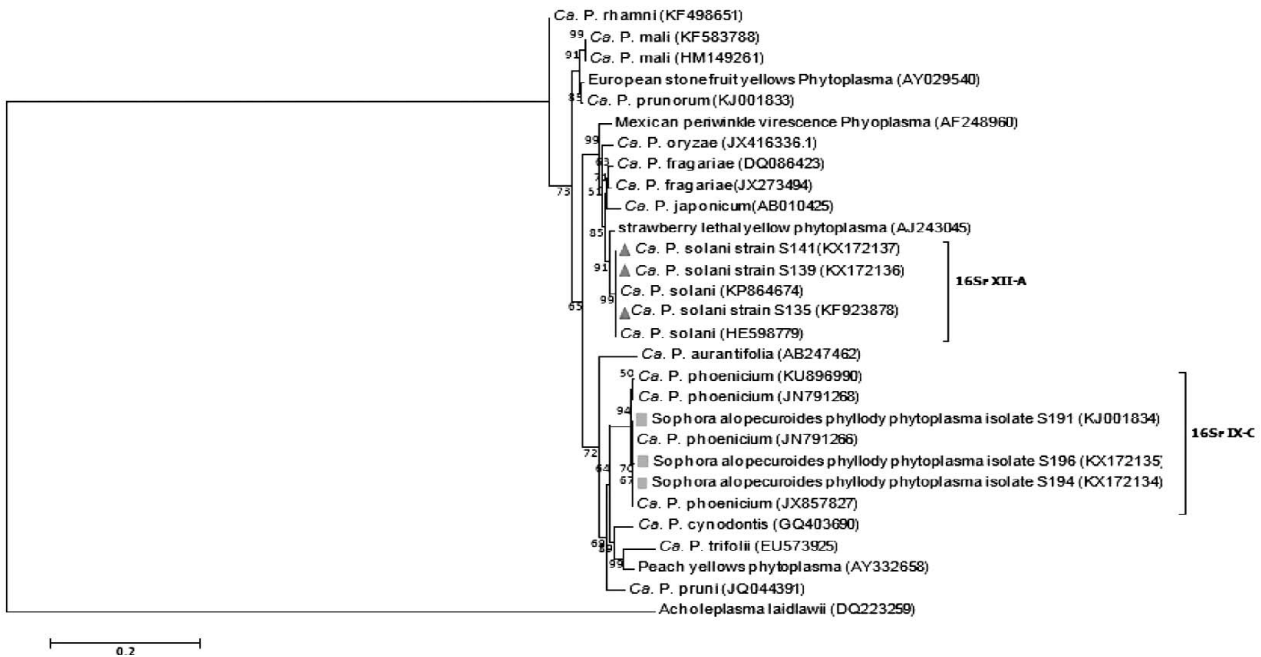 Ca. P. rhamni (KF498651)
99
Ca. P. mali (KF583788)
91
Ca. P. mali (HM149261)
European stonefruit yellows Phytoplasma (AY029540)
85
Ca. P. prunorum(KJ001833)
Mexican periwinkle virescence Phyoplasma (AF248960)
99
Ca. P. oryzae (JX416336.1)
63
Ca. P. fragariae (DQ086423)
74
73
51
Ca. P. fragariae(JX273494)
Ca. P. japonicum(AB010425)
85
strawberry lethal yellow phytoplasma (AJ243045)
Ca. P. solani strain S141(KX172137)
91
Ca. P. solani strain S139 (KX172136)
16Sr XII-A
Ca. P. solani (KP864674)
99
65
Ca. P. solani strain S135 (KF923878)
Ca. P. solani (HE598779)
Ca. P. aurantifolia (AB247462)
50
Ca. P. phoenicium (KU896990)
Ca. P. phoenicium (JN791268)
94
Sophora alopecuroides phyllody phytoplasma isolate S191 (KJ001834)
16Sr IX-C
Ca. P. phoenicium (JN791266)
72
Sophora alopecuroides phyllody phytoplasma isolate S196 (KX172135)
64
70
67
Sophora alopecuroides phyllody phytoplasma isolate S194 (KX172134)
Ca. P. phoenicium (JX857827)
Ca. P. cynodontis (GQ403690)
69
Ca. P. trifolii (EU573925)
99
Peach yellows phytoplasma (AY332658)
Ca. P. pruni (JQ044391)
Acholeplasma laidlawii (DQ223259)
0.2